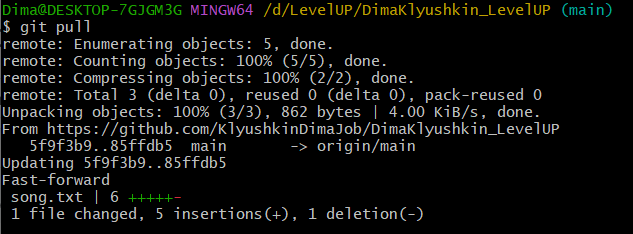 Dima@DESKTOP-7GJGM3G MINGW64 /d/LevelUP/DimaKlyushkin_LevelUP (main)
$ git pull
remote: Enumerating objects: 5, done.
remote: Counting objects: 100% (5/5), done.
remote: Compressing objects: 100% (2/2), done.
remote: Total 3 (delta 0), reused 0 (delta 0), pack-reused 0
Unpacking objects: 100% (3/3), 862 bytes | 4.00 KiB/s, done.
From https://github.com/KlyushkinDimaJob/DimaKlyushkin_LevelUP
   5f9f3b9..85ffdb5  main       -> origin/main
Updating 5f9f3b9..85ffdb5
Fast-forward
 song.txt | 6 +++++-
 1 file changed, 5 insertions(+), 1 deletion(-)